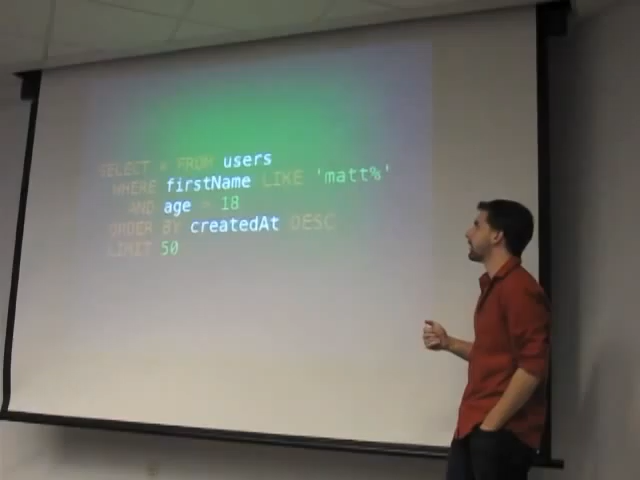 SELECT * FROM users
WHERE firstName LIKE 'matt%'
AND age = 18
ORDER BY createdAt DESC
LIMIT 50